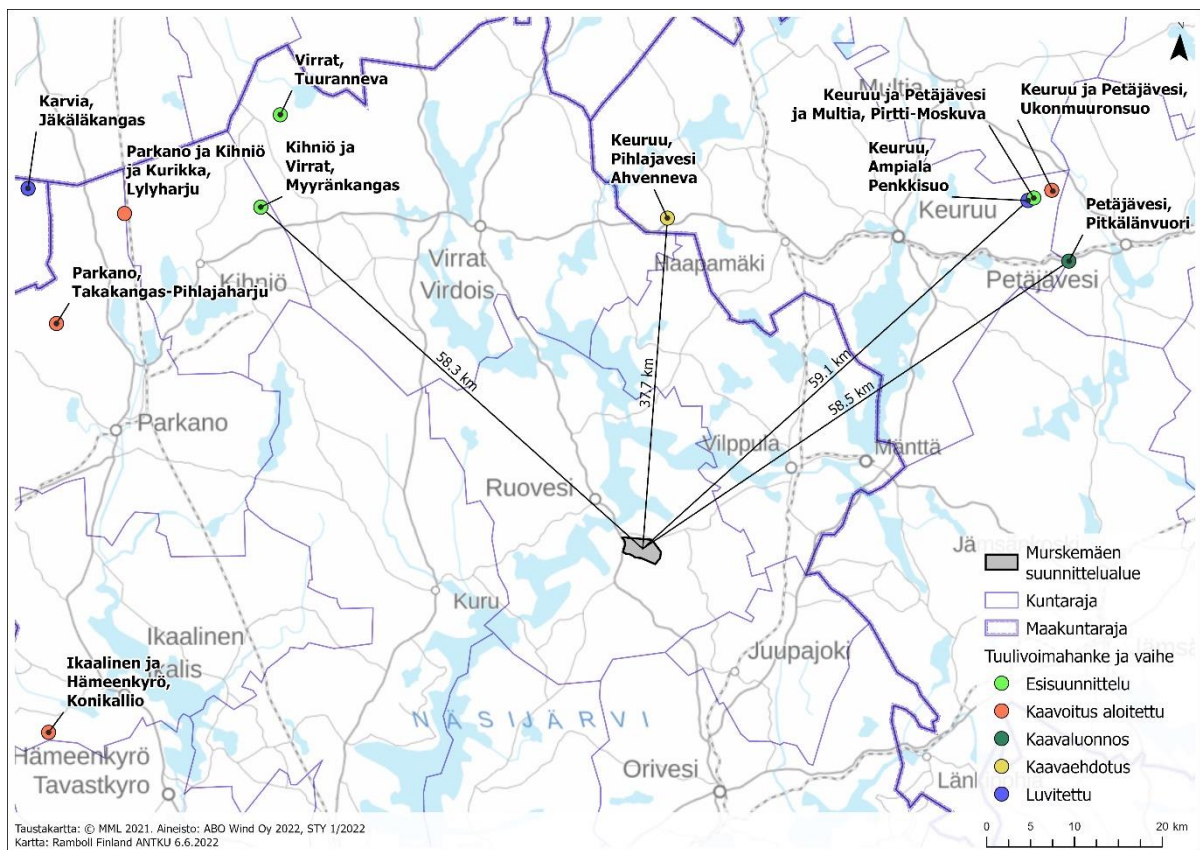 N
Virrat,
Tuuranneva
Karvia,
Jäkäläkangas
Parkano ja Kihniö
ja Kurikka,
Lylyharju
Kihniö ja
Virrat,
Myyränkangas
Keuruu,
Pihlajavesi
Ahvenneva
Multia
Keuruu ja Petäjävesi
ja Multia, Pirtti-Moskuva
Keuruu ja Petäjävesi,
Ukonmuuronsuo
Keuruu,
Ampiala
Penkkisuo
Petäjävesi,
Pitkälänvuori
Keuruu
Virrat
Virdois
Haapamäki
Petäjävesi
Kihniö
Parkano,
Takakangas-Pihlajaharju
58.3 km
37.7 km
59.1 km
58.5 km
Parkano
Vilppula
Mänttä
Ruovesi
Kuru
Ikaalinen
Ikalis
Juupajoki
Ikaalinen ja
Hämeenkyrö,
Konikallio
NÄSIJÄRVI
Hämeenkyrö
Tavastkyro
Orivesi
Murskemäen
suunnittelualue
Kuntaraja
Maakuntaraja
Tuulivoimahanke ja vaihe
Esisuunnittelu
Kaavoitus aloitettu
Kaavaluonnos
Kaavaehdotus
Luvitettu
0 5 10 20 km
Taustakartta: © MML 2021. Aineisto: ABO Wind Oy 2022, STY 1/2022
Kartta: Ramboll Finland ANTKU 6.6.2022